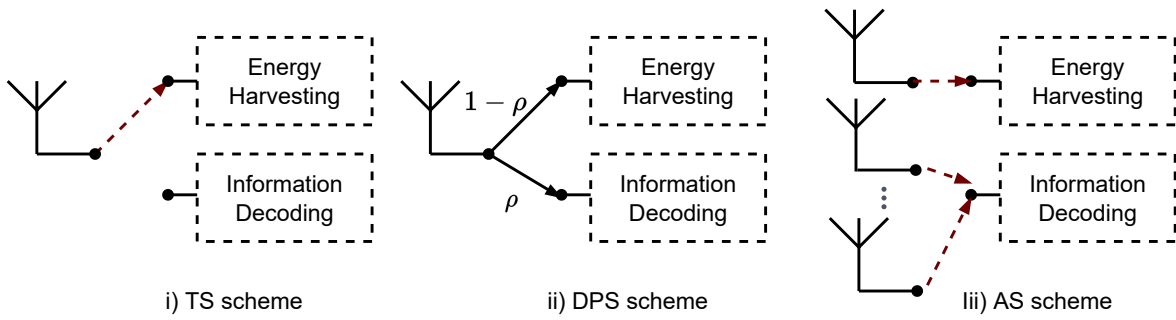 Energy
Harvesting
Information
Decoding
i) TS scheme
1 − ρ
ρ
Energy
Harvesting
Information
Decoding
ii) DPS scheme
Energy
Harvesting
Information
Decoding
Iii) AS scheme